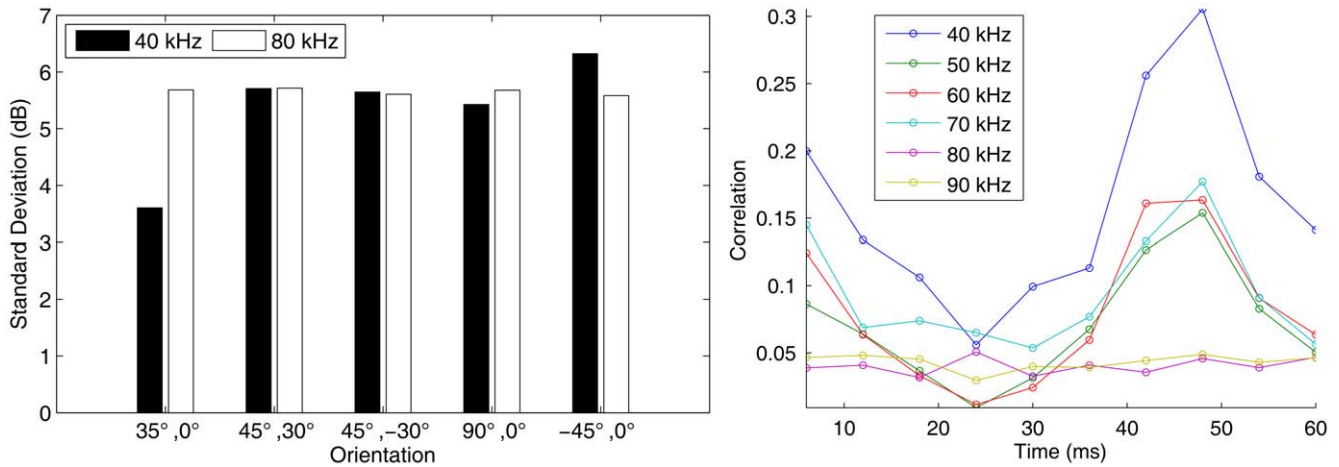 7
6
5
4
3
2
1
0
Standard Deviation (dB)
40 kHz 80 kHz
35°,0° 45°,30° 45°,−30° 90°,0° −45°,0°
Orientation
0.3
0.25
0.2
0.15
0.1
0.05
Correlation
40 kHz
50 kHz
60 kHz
70 kHz
80 kHz
90 kHz
10 20 30 40 50 60
Time (ms)